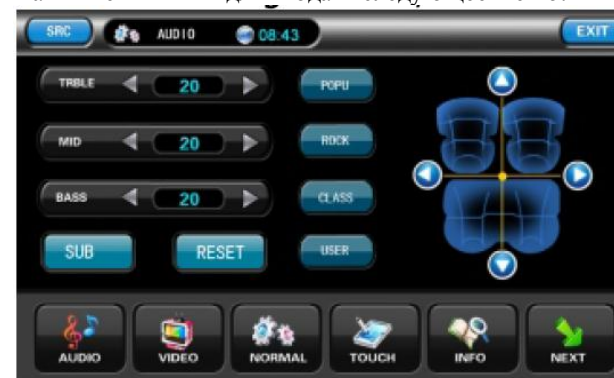 SRC AUDIO 08:43 EXIT
TRBLE 20 POPU
MID 20 ROCK
BASS 20 CLASS
SUB RESET USER
AUDIO VIDEO NORMAL TOUCH INFO NEXT